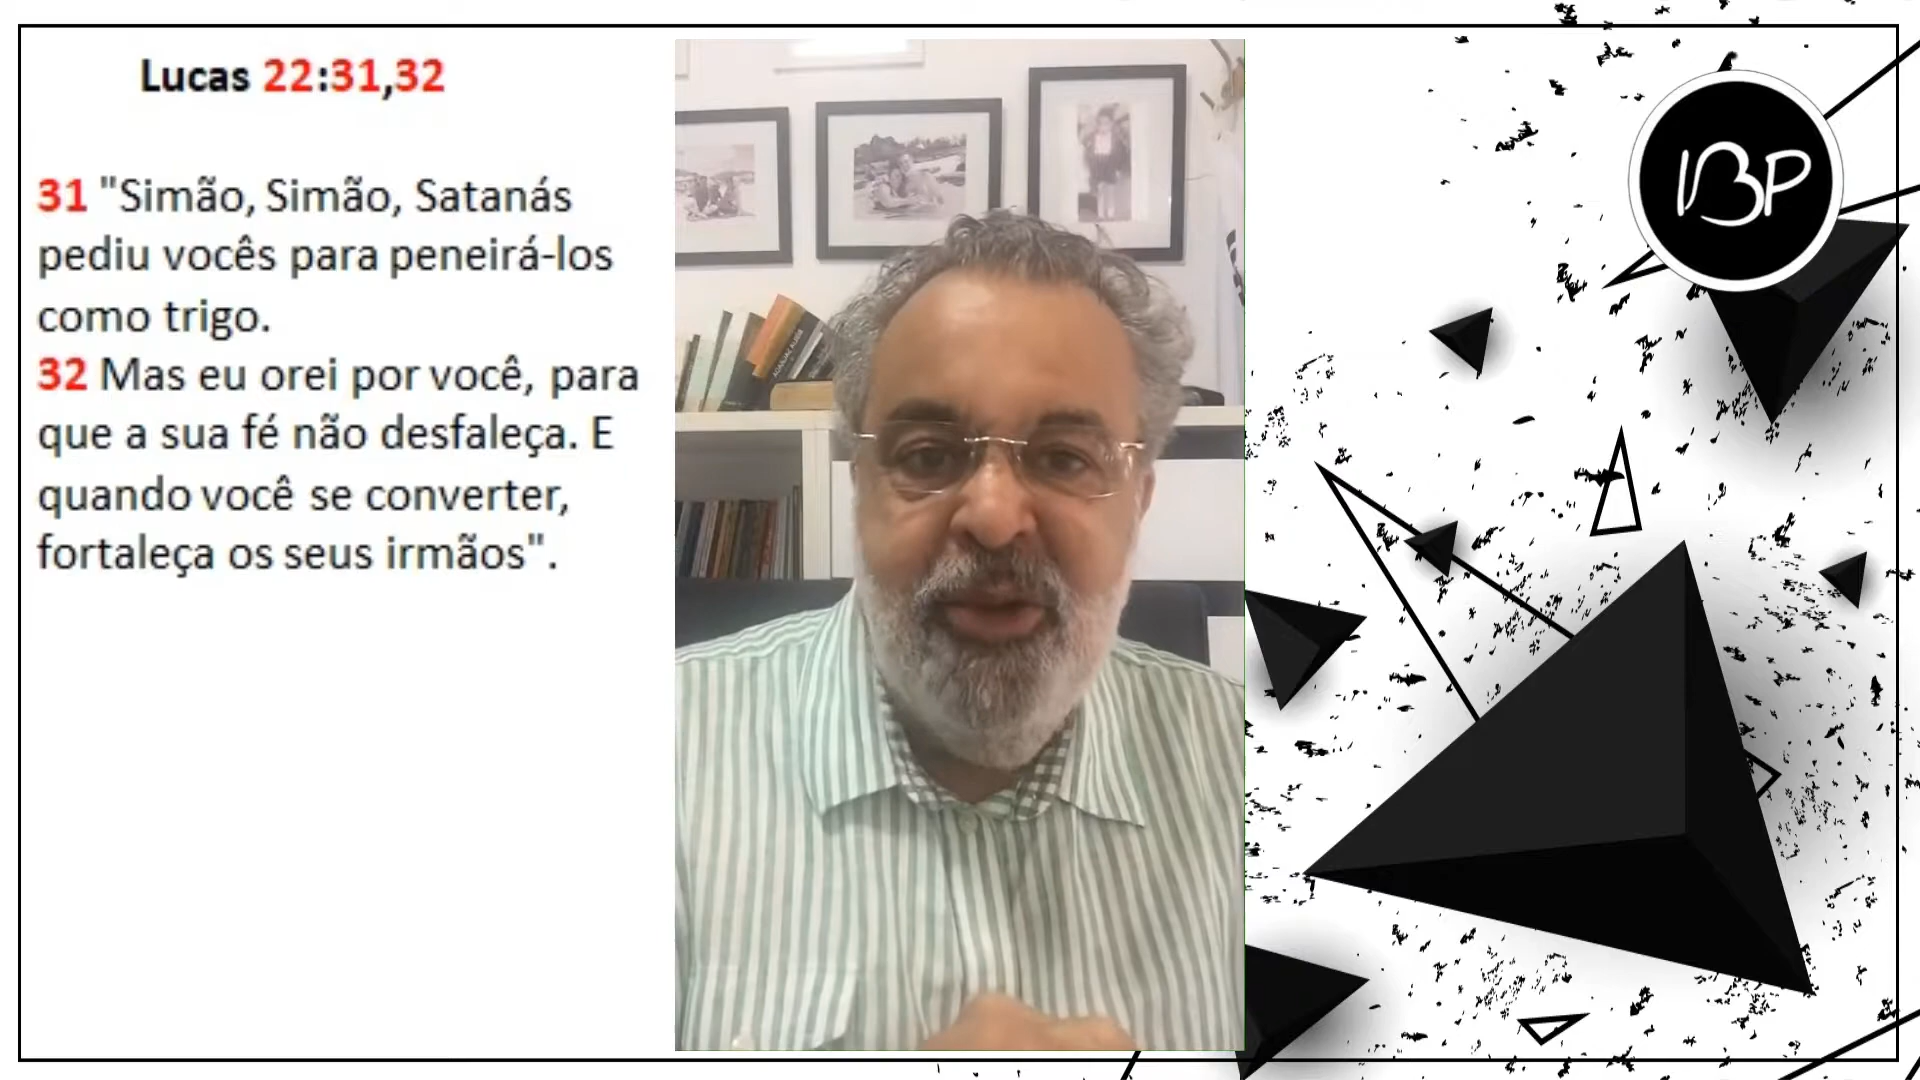 Lucas 22:31,32
31 "Simão, Simão, Satanás
pediu vocês para peneirá-los
como trigo.
32 Mas eu orei por você, para
que a sua fé não desfaleça. E
quando você se converter,
fortaleça os seus irmãos".
IBP